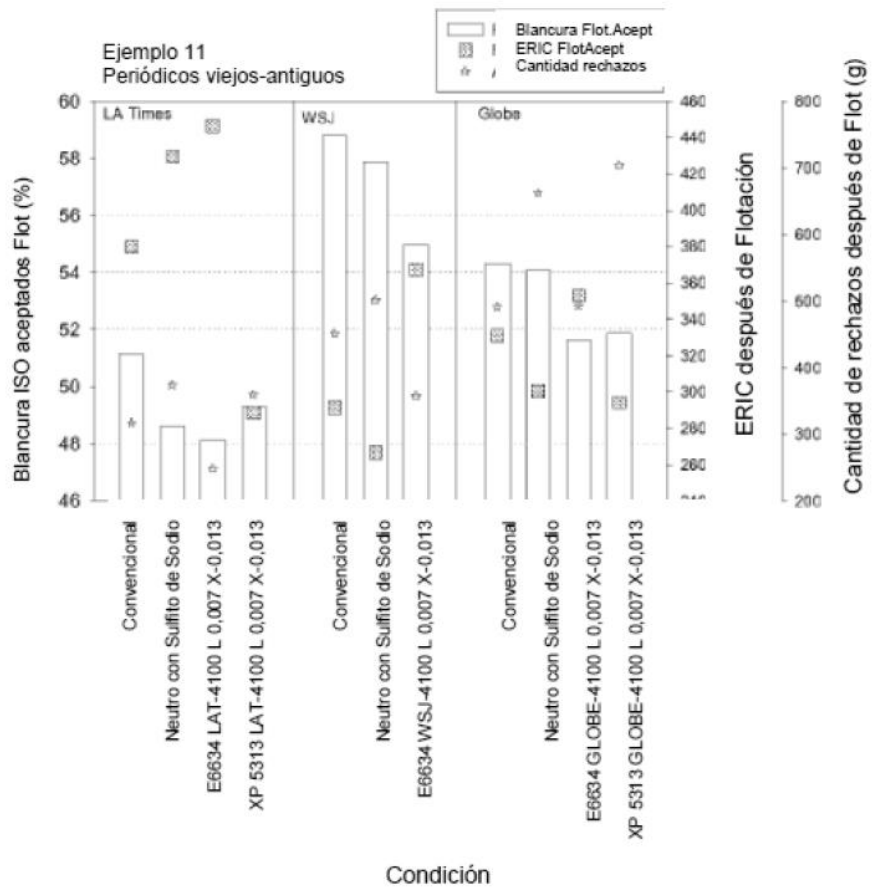 Blancura Flot.Acept
ERIC FlotAcept
Cantidad rechazos
Ejemplo 11
Periódicos viejos-antiguos
LA Times
WSJ
Globe
Blancura ISO aceptados Flot (%)
60
58
56
54
52
50
48
46
460
440
420
400
380
360
340
320
300
280
260
240
ERIC después de Flotación
800
700
600
500
400
300
200
Cantidad de rechazos después de Flot (g)
Convencional
Neutro con Sulfito de Sodio
E6634 LAT-4100 L 0,007 X-0,013
XP 5313 LAT-4100 L 0,007 X-0,013
Convencional
Neutro con Sulfito de Sodio
E6634 WSJ-4100 L 0,007 X-0,013
Convencional
Neutro con Sulfito de Sodio
E6634 GLOBE-4100 L 0,007 X-0,013
XP 5313 GLOBE-4100 L 0,007 X-0,013
Condición